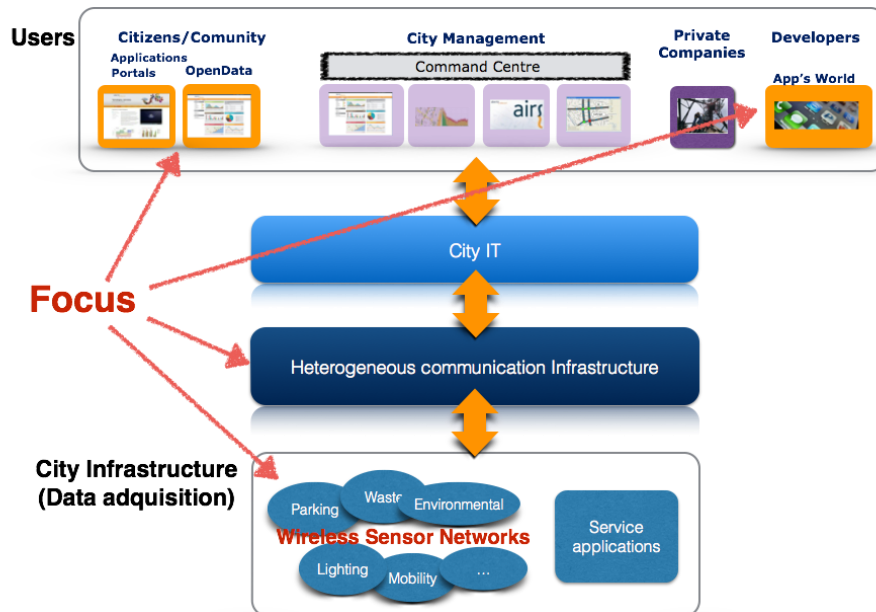 Users
Citizens/Comunity
City Management
Private
Companies
Developers
Applications
Portals
OpenData
Command Centre
App's World
airs
City IT
Focus
Heterogeneous communication Infrastructure
City Infrastructure
(Data adquisition)
Parking
Waste
Environmental
Wireless Sensor Networks
Lighting
Mobility
...
Service
applications